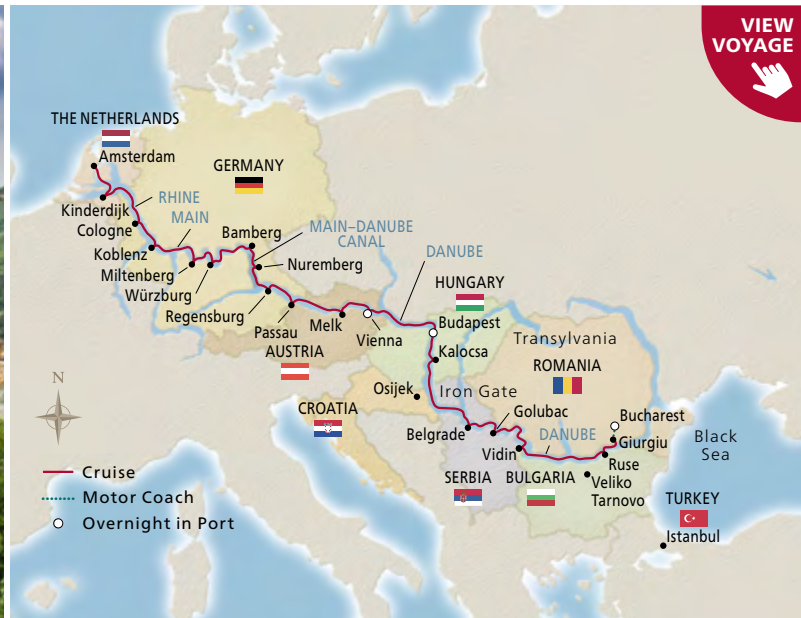 VIEW
VOYAGE
THE NETHERLANDS
Amsterdam
GERMANY
RHINE
Kinderdijk
MAIN
Cologne
Bamberg
MAIN–DANUBE
CANAL
Koblenz
DANUBE
Nuremberg
Miltenberg
HUNGARY
Würzburg
Regensburg
Budapest
Transylvania
Passau
Melk
Vienna
Kalocsa
AUSTRIA
ROMANIA
N
Osijek
Iron Gate
CROATIA
Golubac
Bucharest
Belgrade
DANUBE
Giurgiu
Black
Sea
Vidin
Ruse
Cruise
SERBIA
BULGARIA
Veliko
Tarnovo
TURKEY
Motor Coach
Overnight in Port
Istanbul